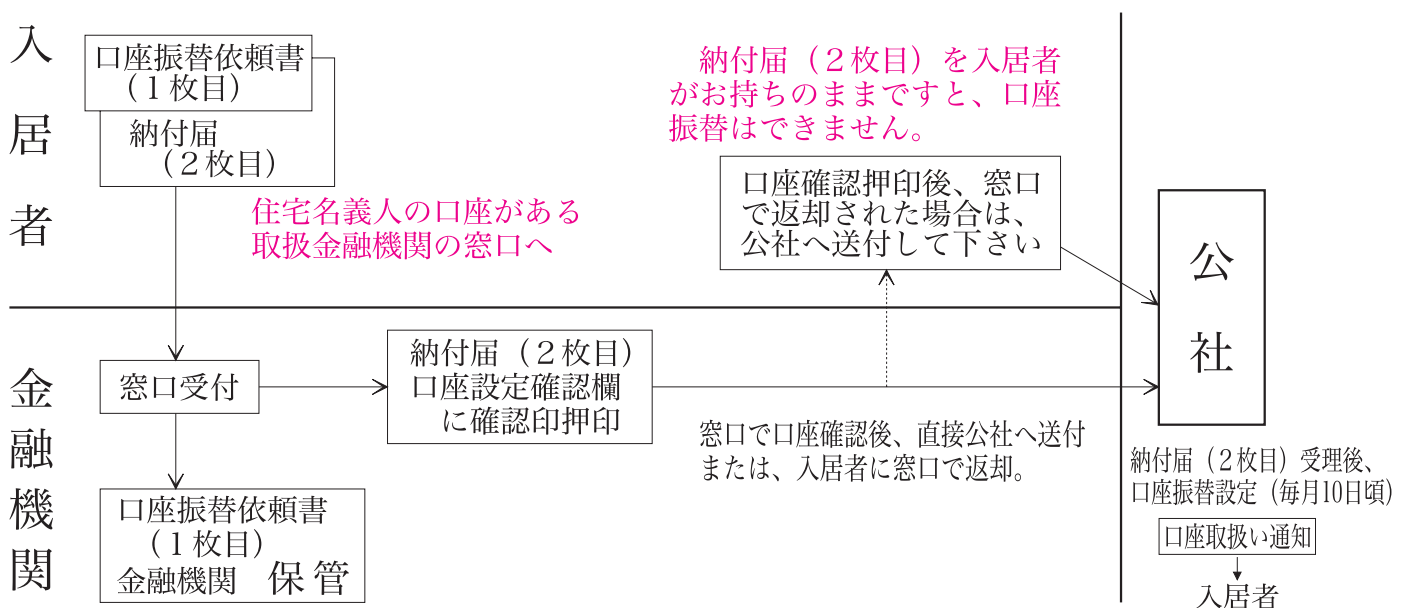 入居者
口座振替依頼書
（１枚目）
納付届
（２枚目）
住宅名義人の口座がある
取扱金融機関の窓口へ
納付届（２枚目）を入居者
がお持ちのままですと、口座
振替はできません。
口座確認押印後、窓口
で返却された場合は、
公社へ送付して下さい
公社
金融機関
窓口受付
納付届（２枚目）
口座設定確認欄
に確認印押印
窓口で口座確認後、直接公社へ送付
または、入居者に窓口で返却。
口座振替依頼書
（１枚目）
金融機関　保管
納付届（２枚目）受理後、
口座振替設定（毎月10日頃）
口座取扱い通知
入居者